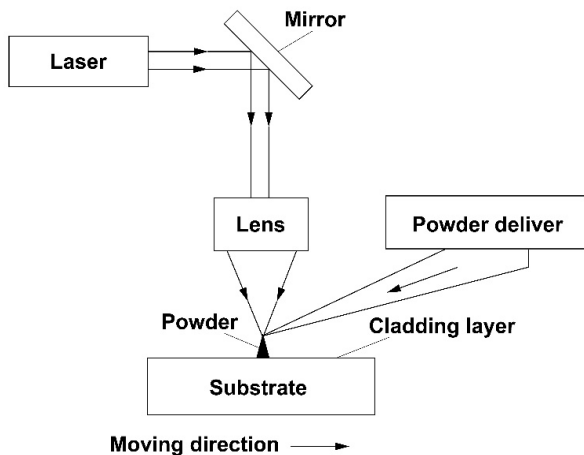 Mirror
Laser
Lens
Powder deliver
Powder
Cladding layer
Substrate
Moving direction